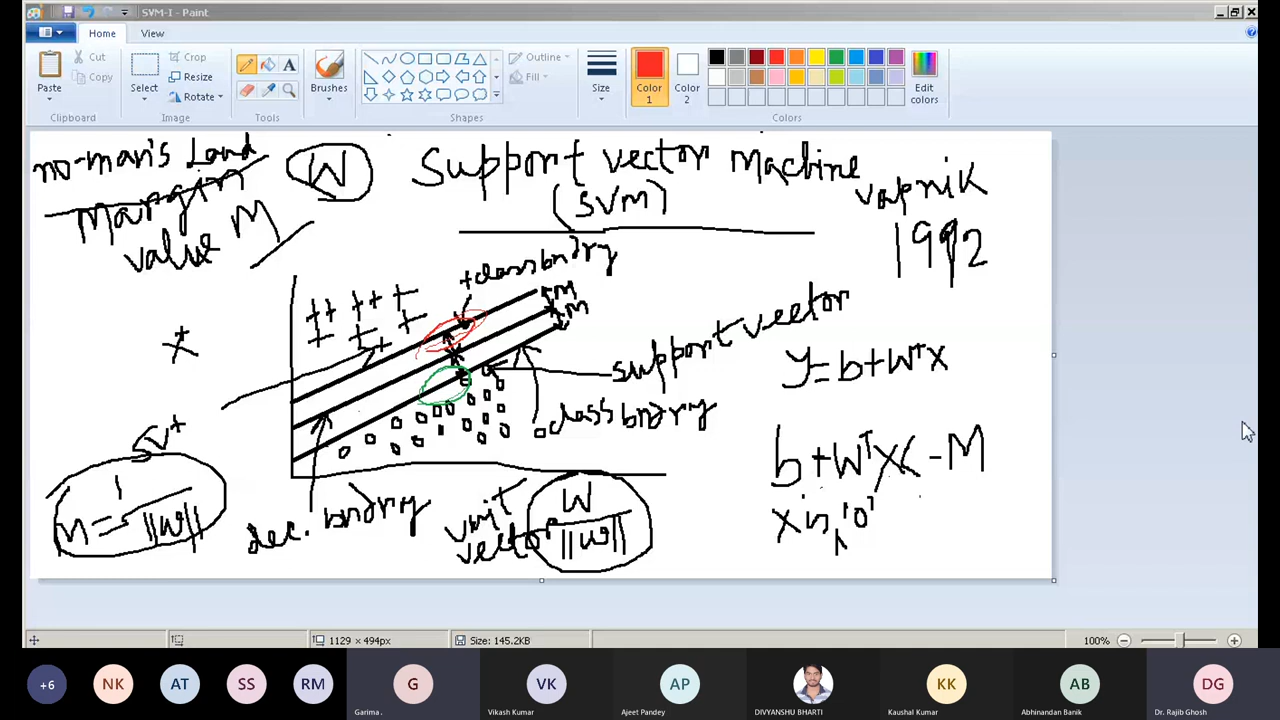 SVM-I - Paint
Home View
Paste
Cut
Copy
Clipboard
Select
Crop
Resize
Rotate
Image
Tools
Brushes
Shapes
Outline
Fill
Size
Color 1
Color 2
Edit colors
Colors
no-man's Land
margin
value M
W
Support vector machine
(SVM)
vapnik
1992
+class bndry
M
M
support vector
class bndry
y = b+wᵀx
b+wᵀx < -M
x is 'o'
SV⁺
M = 1/||w||
dec. bndry
unit vector
W/||w||
1129 × 494px
Size: 145.2KB
100%
+6
NK
AT
SS
RM
G
Garima .
VK
Vikash Kumar
AP
Ajeet Pandey
DIVYANSHU BHARTI
KK
Kaushal Kumar
AB
Abhinandan Banik
DG
Dr. Rajib Ghosh